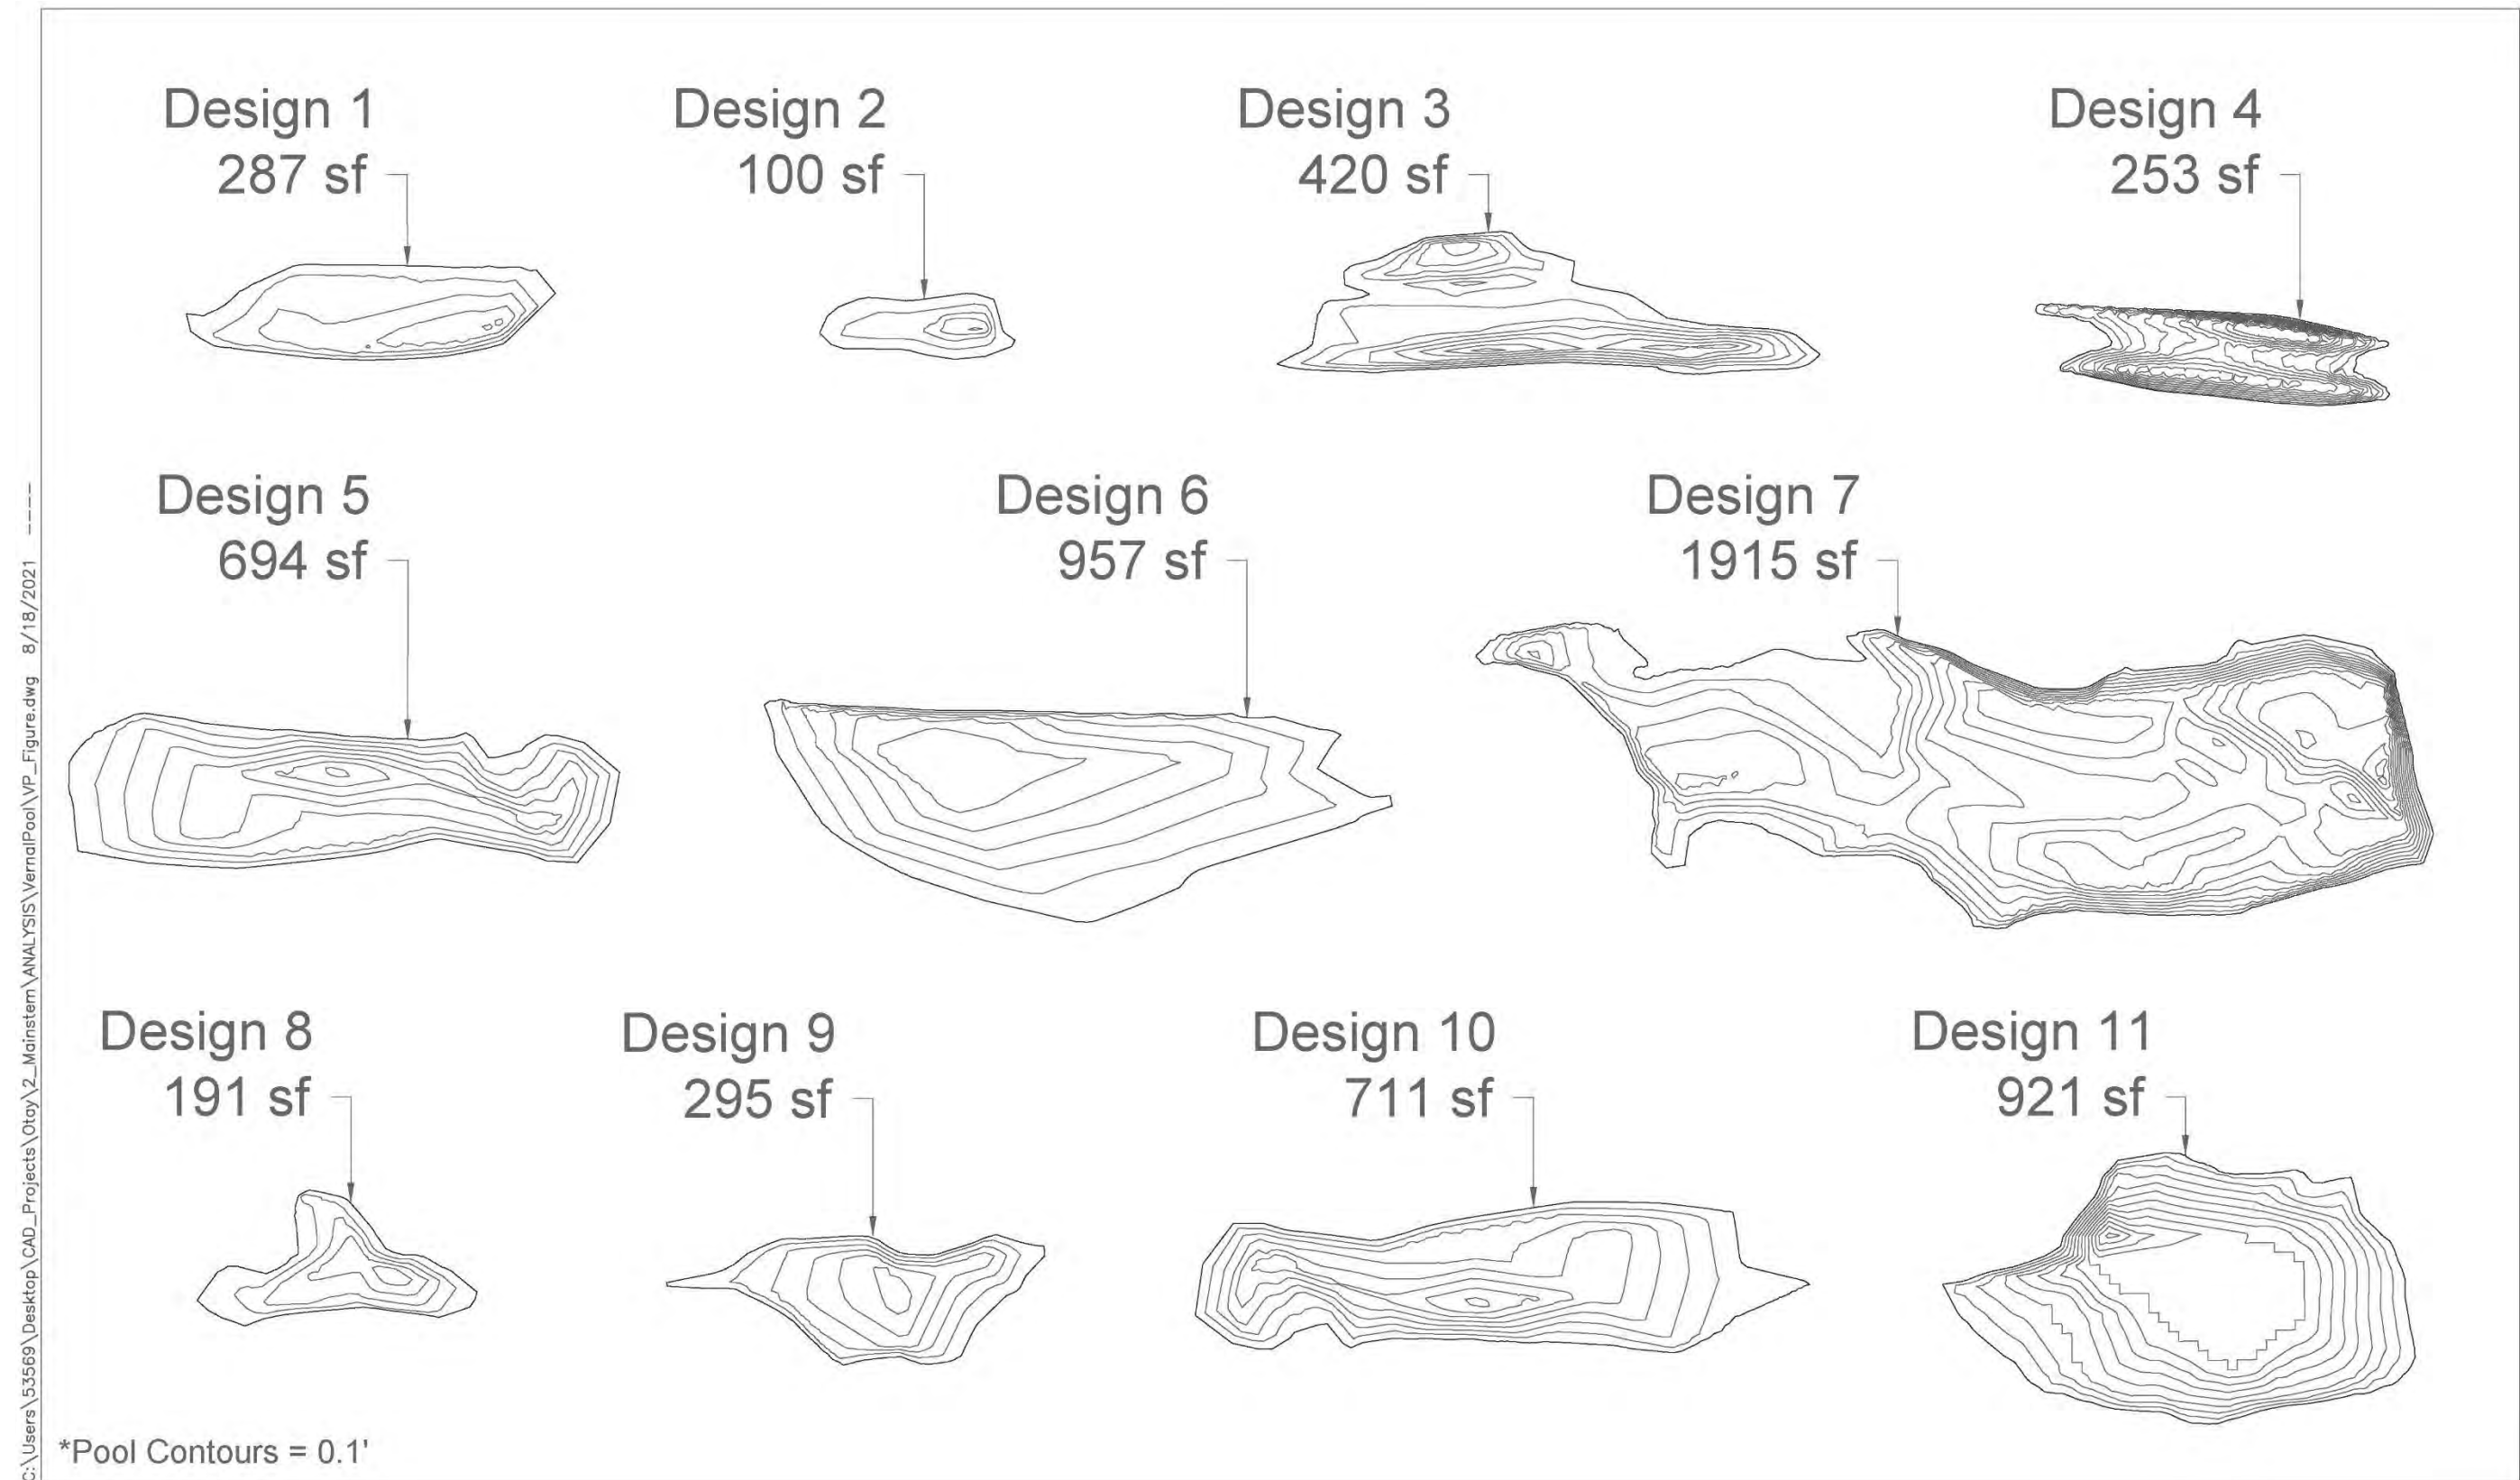 Design 1
287 sf
Design 2
100 sf
Design 3
420 sf
Design 4
253 sf
Design 5
694 sf
Design 6
957 sf
Design 7
1915 sf
Design 8
191 sf
Design 9
295 sf
Design 10
711 sf
Design 11
921 sf
*Pool Contours = 0.1'
C:\Users\53569\Desktop\CAD_Projects\Otay\2_Mainstem\ANALYSIS\VernalPool\VP_Figure.dwg 8/18/2021 ----